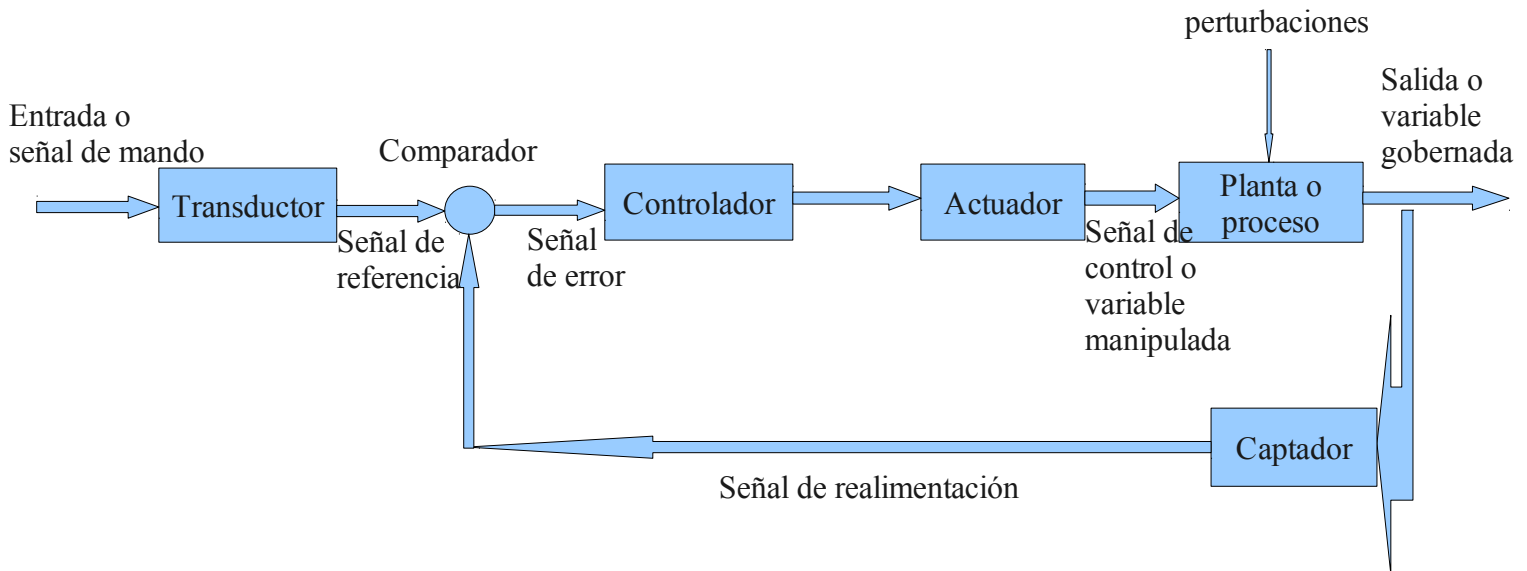 perturbaciones
Entrada o
señal de mando
Comparador
Salida o
variable
gobernada
Transductor
Controlador
Actuador
Planta o
proceso
Señal de
referencia
Señal
de error
Señal de
control o
variable
manipulada
Captador
Señal de realimentación